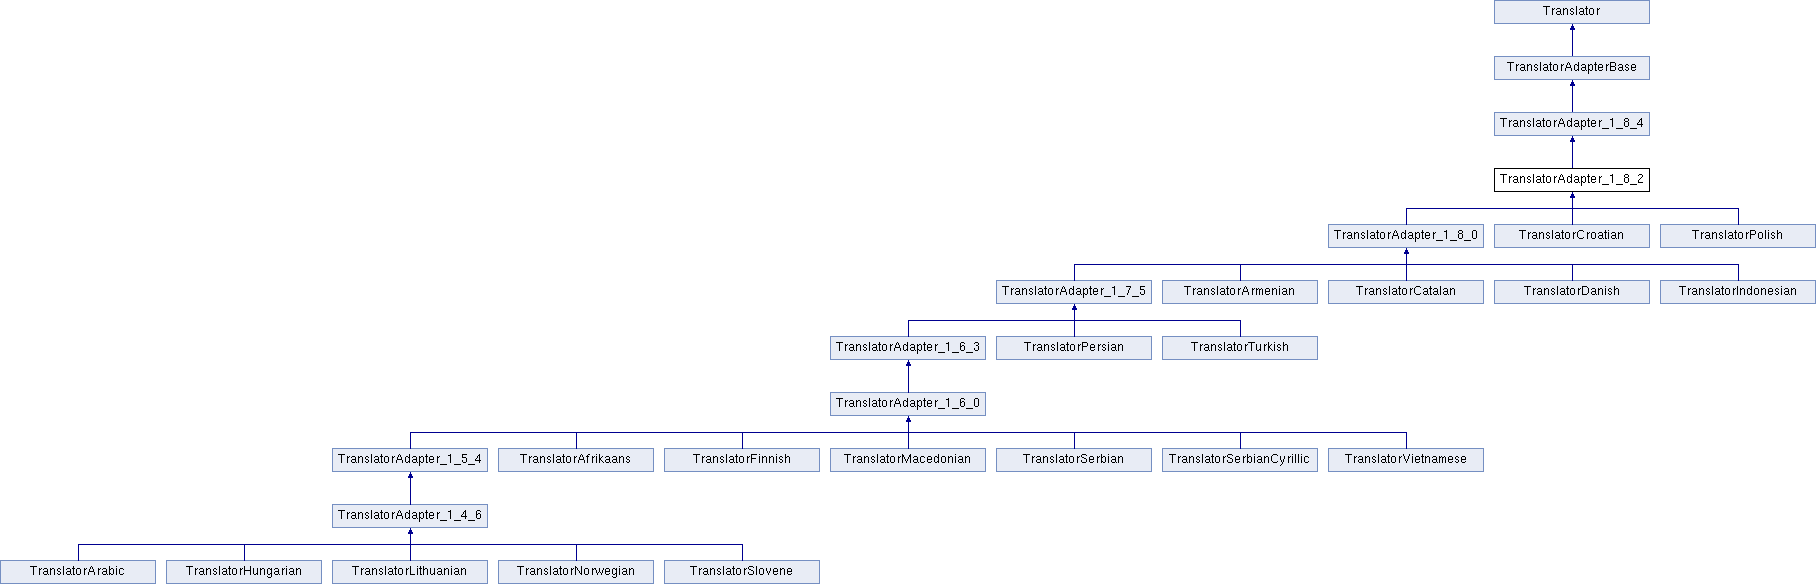 Translator
TranslatorAdapterBase
TranslatorAdapter_1_8_4
TranslatorAdapter_1_8_2
TranslatorAdapter_1_8_0 TranslatorCroatian TranslatorPolish
TranslatorAdapter_1_7_5 TranslatorArmenian TranslatorCatalan TranslatorDanish TranslatorIndonesian
TranslatorAdapter_1_6_3 TranslatorPersian TranslatorTurkish
TranslatorAdapter_1_6_0
TranslatorAdapter_1_5_4 TranslatorAfrikaans TranslatorFinnish TranslatorMacedonian TranslatorSerbian TranslatorSerbianCyrillic TranslatorVietnamese
TranslatorAdapter_1_4_6
TranslatorArabic TranslatorHungarian TranslatorLithuanian TranslatorNorwegian TranslatorSlovene